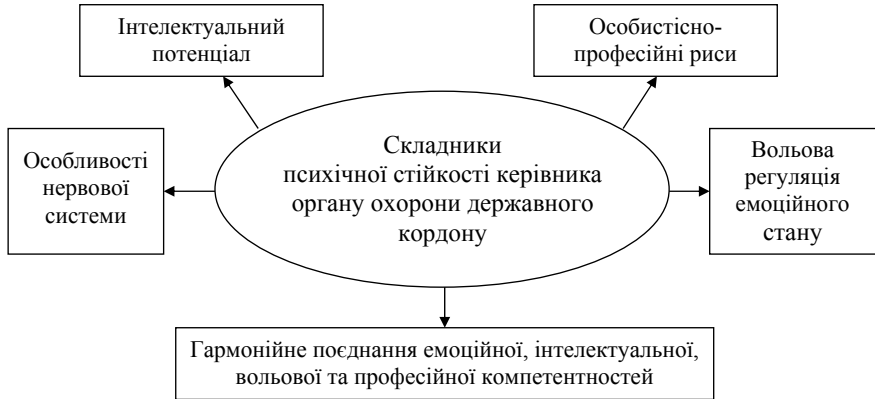 Інтелектуальний
потенціал
Особистісно-
професійні риси
Особливості
нервової
системи
Складники
психічної стійкості керівника
органу охорони державного
кордону
Вольова
регуляція
емоційного
стану
Гармонійне поєднання емоційної, інтелектуальної,
вольової та професійної компетентностей